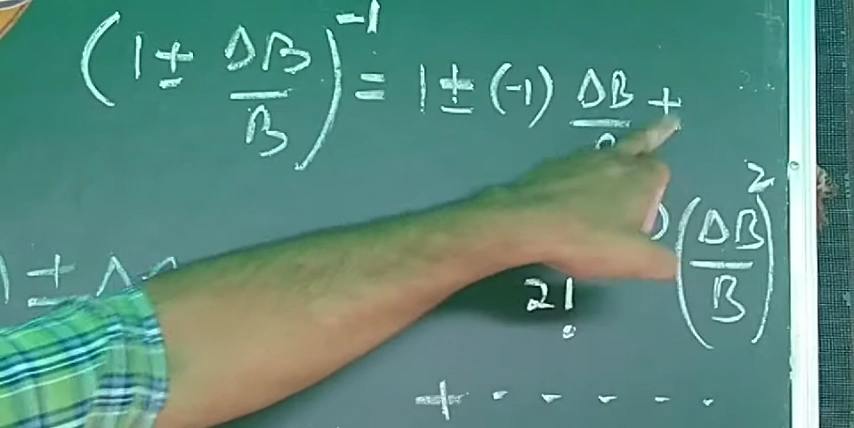 (1 ± ΔB/B)⁻¹ = 1 ± (-1) ΔB/ +
) (ΔB/B)²
) ±
2!
+ - - - - -